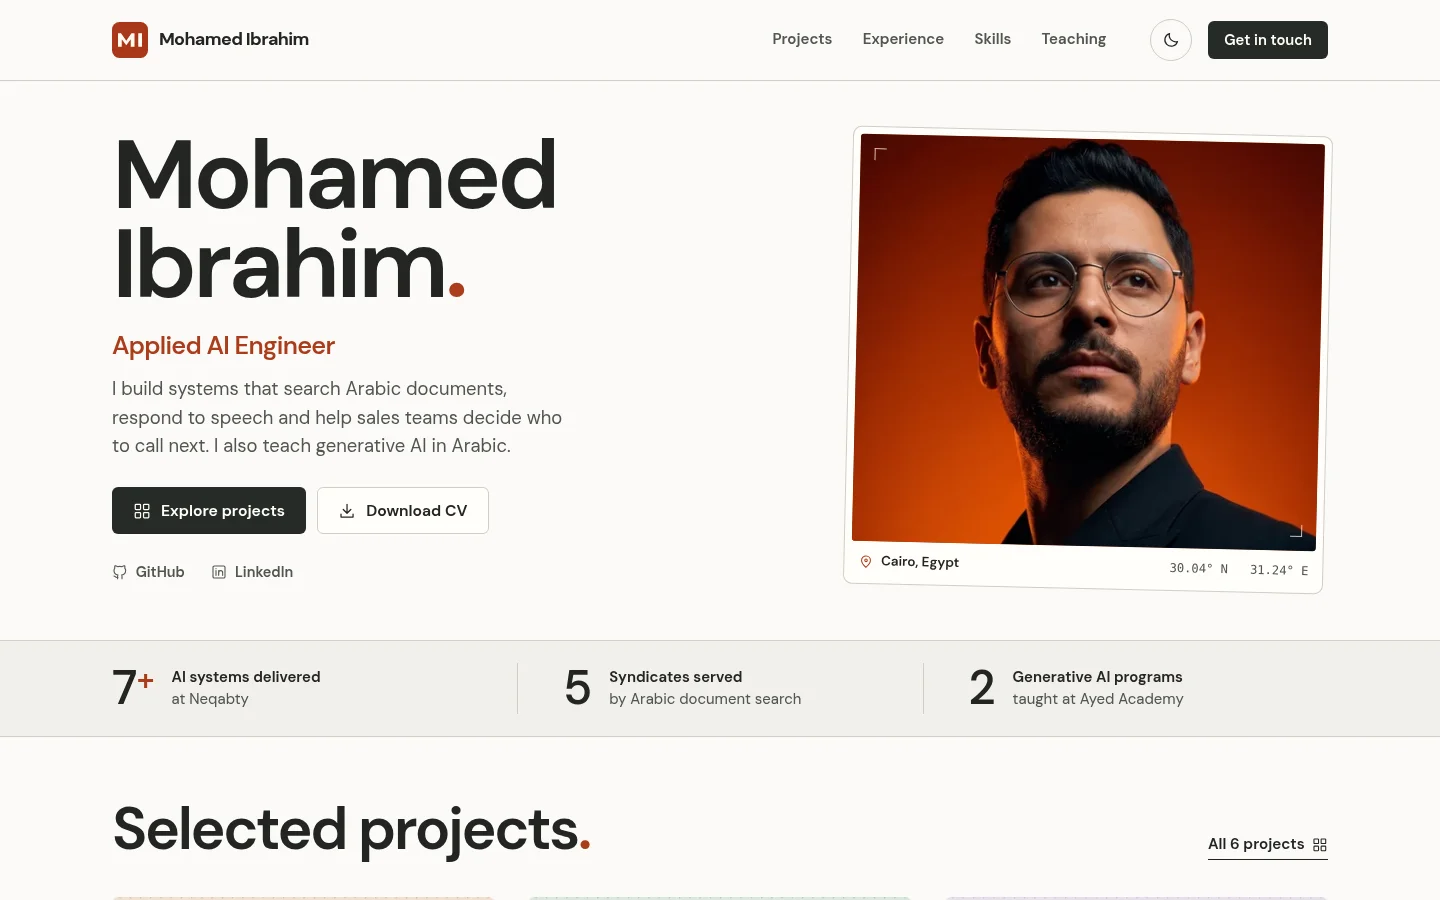 MI
Mohamed Ibrahim
Projects
Experience
Skills
Teaching
Get in touch
Mohamed
Ibrahim.
Applied AI Engineer
I build systems that search Arabic documents,
respond to speech and help sales teams decide who
to call next. I also teach generative AI in Arabic.
Explore projects
Download CV
GitHub
LinkedIn
Cairo, Egypt
30.04° N 31.24° E
7+
AI systems delivered
at Neqabty
5
Syndicates served
by Arabic document search
2
Generative AI programs
taught at Ayed Academy
Selected projects.
All 6 projects